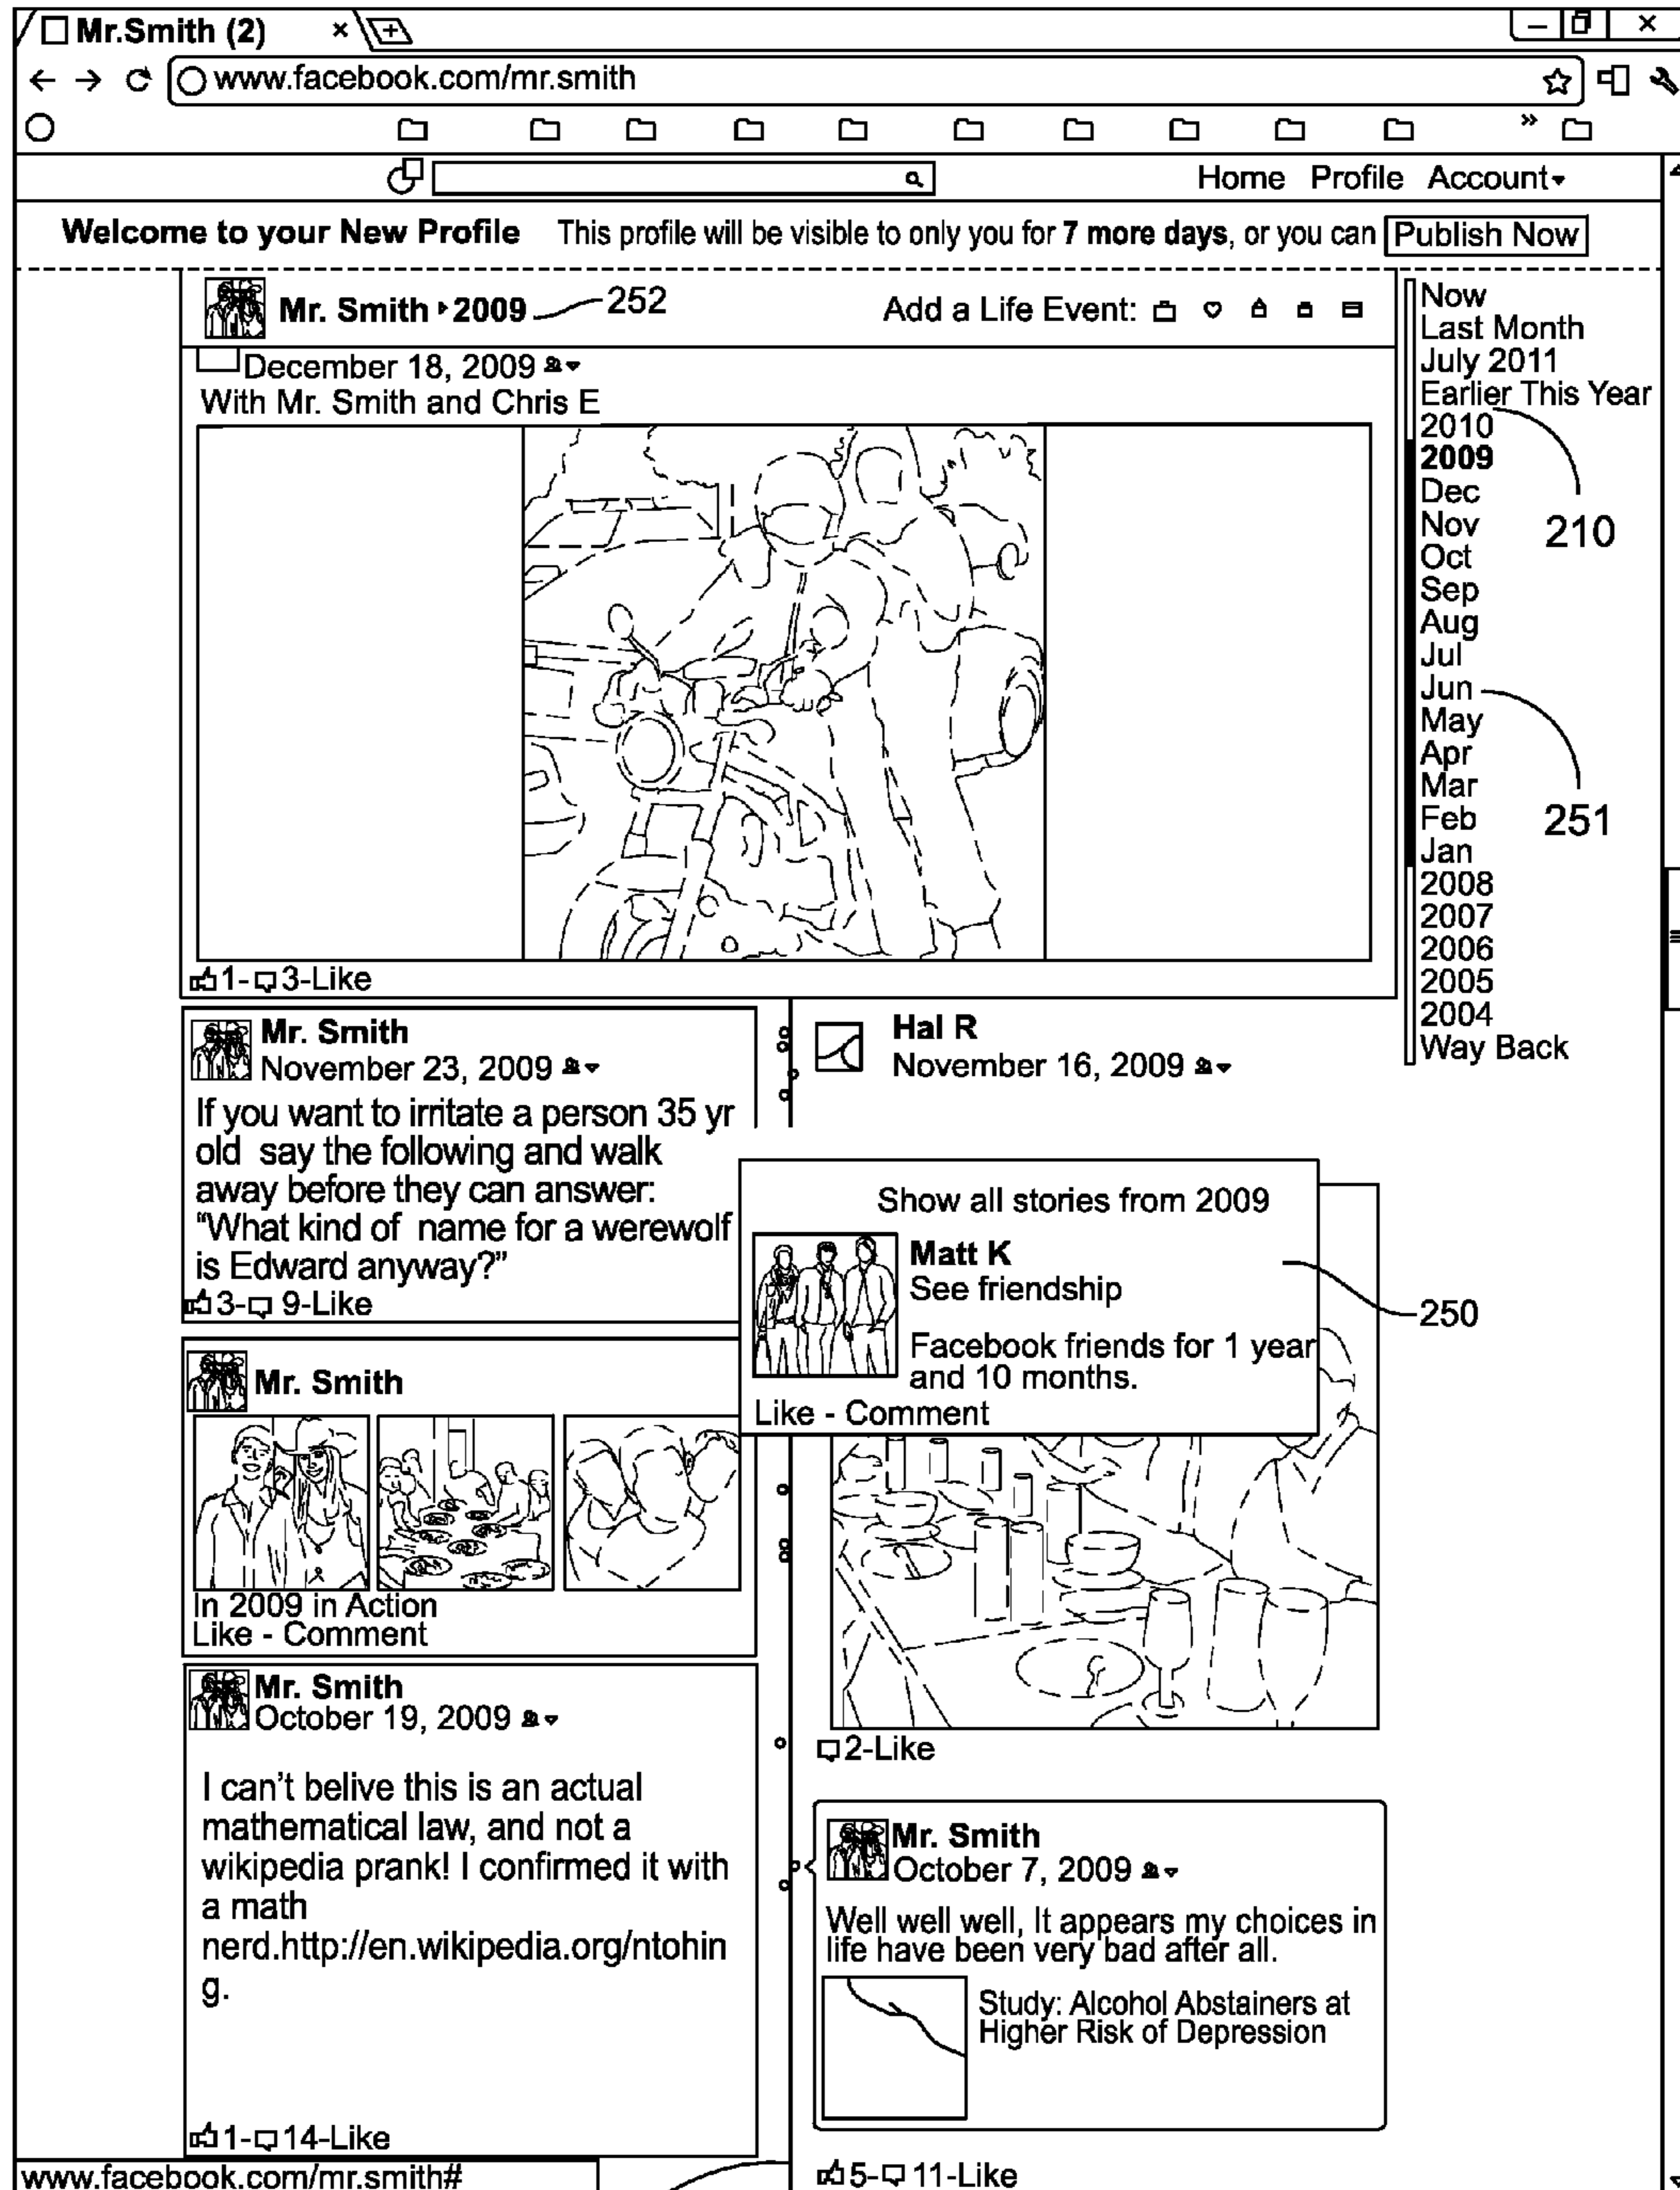 Mr.Smith (2)
www.facebook.com/mr.smith
Home Profile Account
Welcome to your New Profile This profile will be visible to only you for 7 more days, or you can Publish Now
Mr. Smith 2009 252
Add a Life Event:
December 18, 2009
With Mr. Smith and Chris E
1- 3-Like
Now
Last Month
July 2011
Earlier This Year
2010
2009
Dec
Nov
Oct
Sep
Aug
Jul
Jun
May
Apr
Mar
Feb
Jan
2008
2007
2006
2005
2004
Way Back
210
251
Mr. Smith
November 23, 2009
If you want to irritate a person 35 yr
old say the following and walk
away before they can answer:
“What kind of name for a werewolf
is Edward anyway?”
3- 9-Like
Hal R
November 16, 2009
Show all stories from 2009
Matt K
See friendship
Facebook friends for 1 year
and 10 months.
Like - Comment
250
Mr. Smith
In 2009 in Action
Like - Comment
2-Like
Mr. Smith
October 19, 2009
I can’t belive this is an actual
mathematical law, and not a
wikipedia prank! I confirmed it with
a math
nerd.http://en.wikipedia.org/ntohin
g.
1- 14-Like
Mr. Smith
October 7, 2009
Well well well, It appears my choices in
life have been very bad after all.
Study: Alcohol Abstainers at
Higher Risk of Depression
5- 11-Like
www.facebook.com/mr.smith#